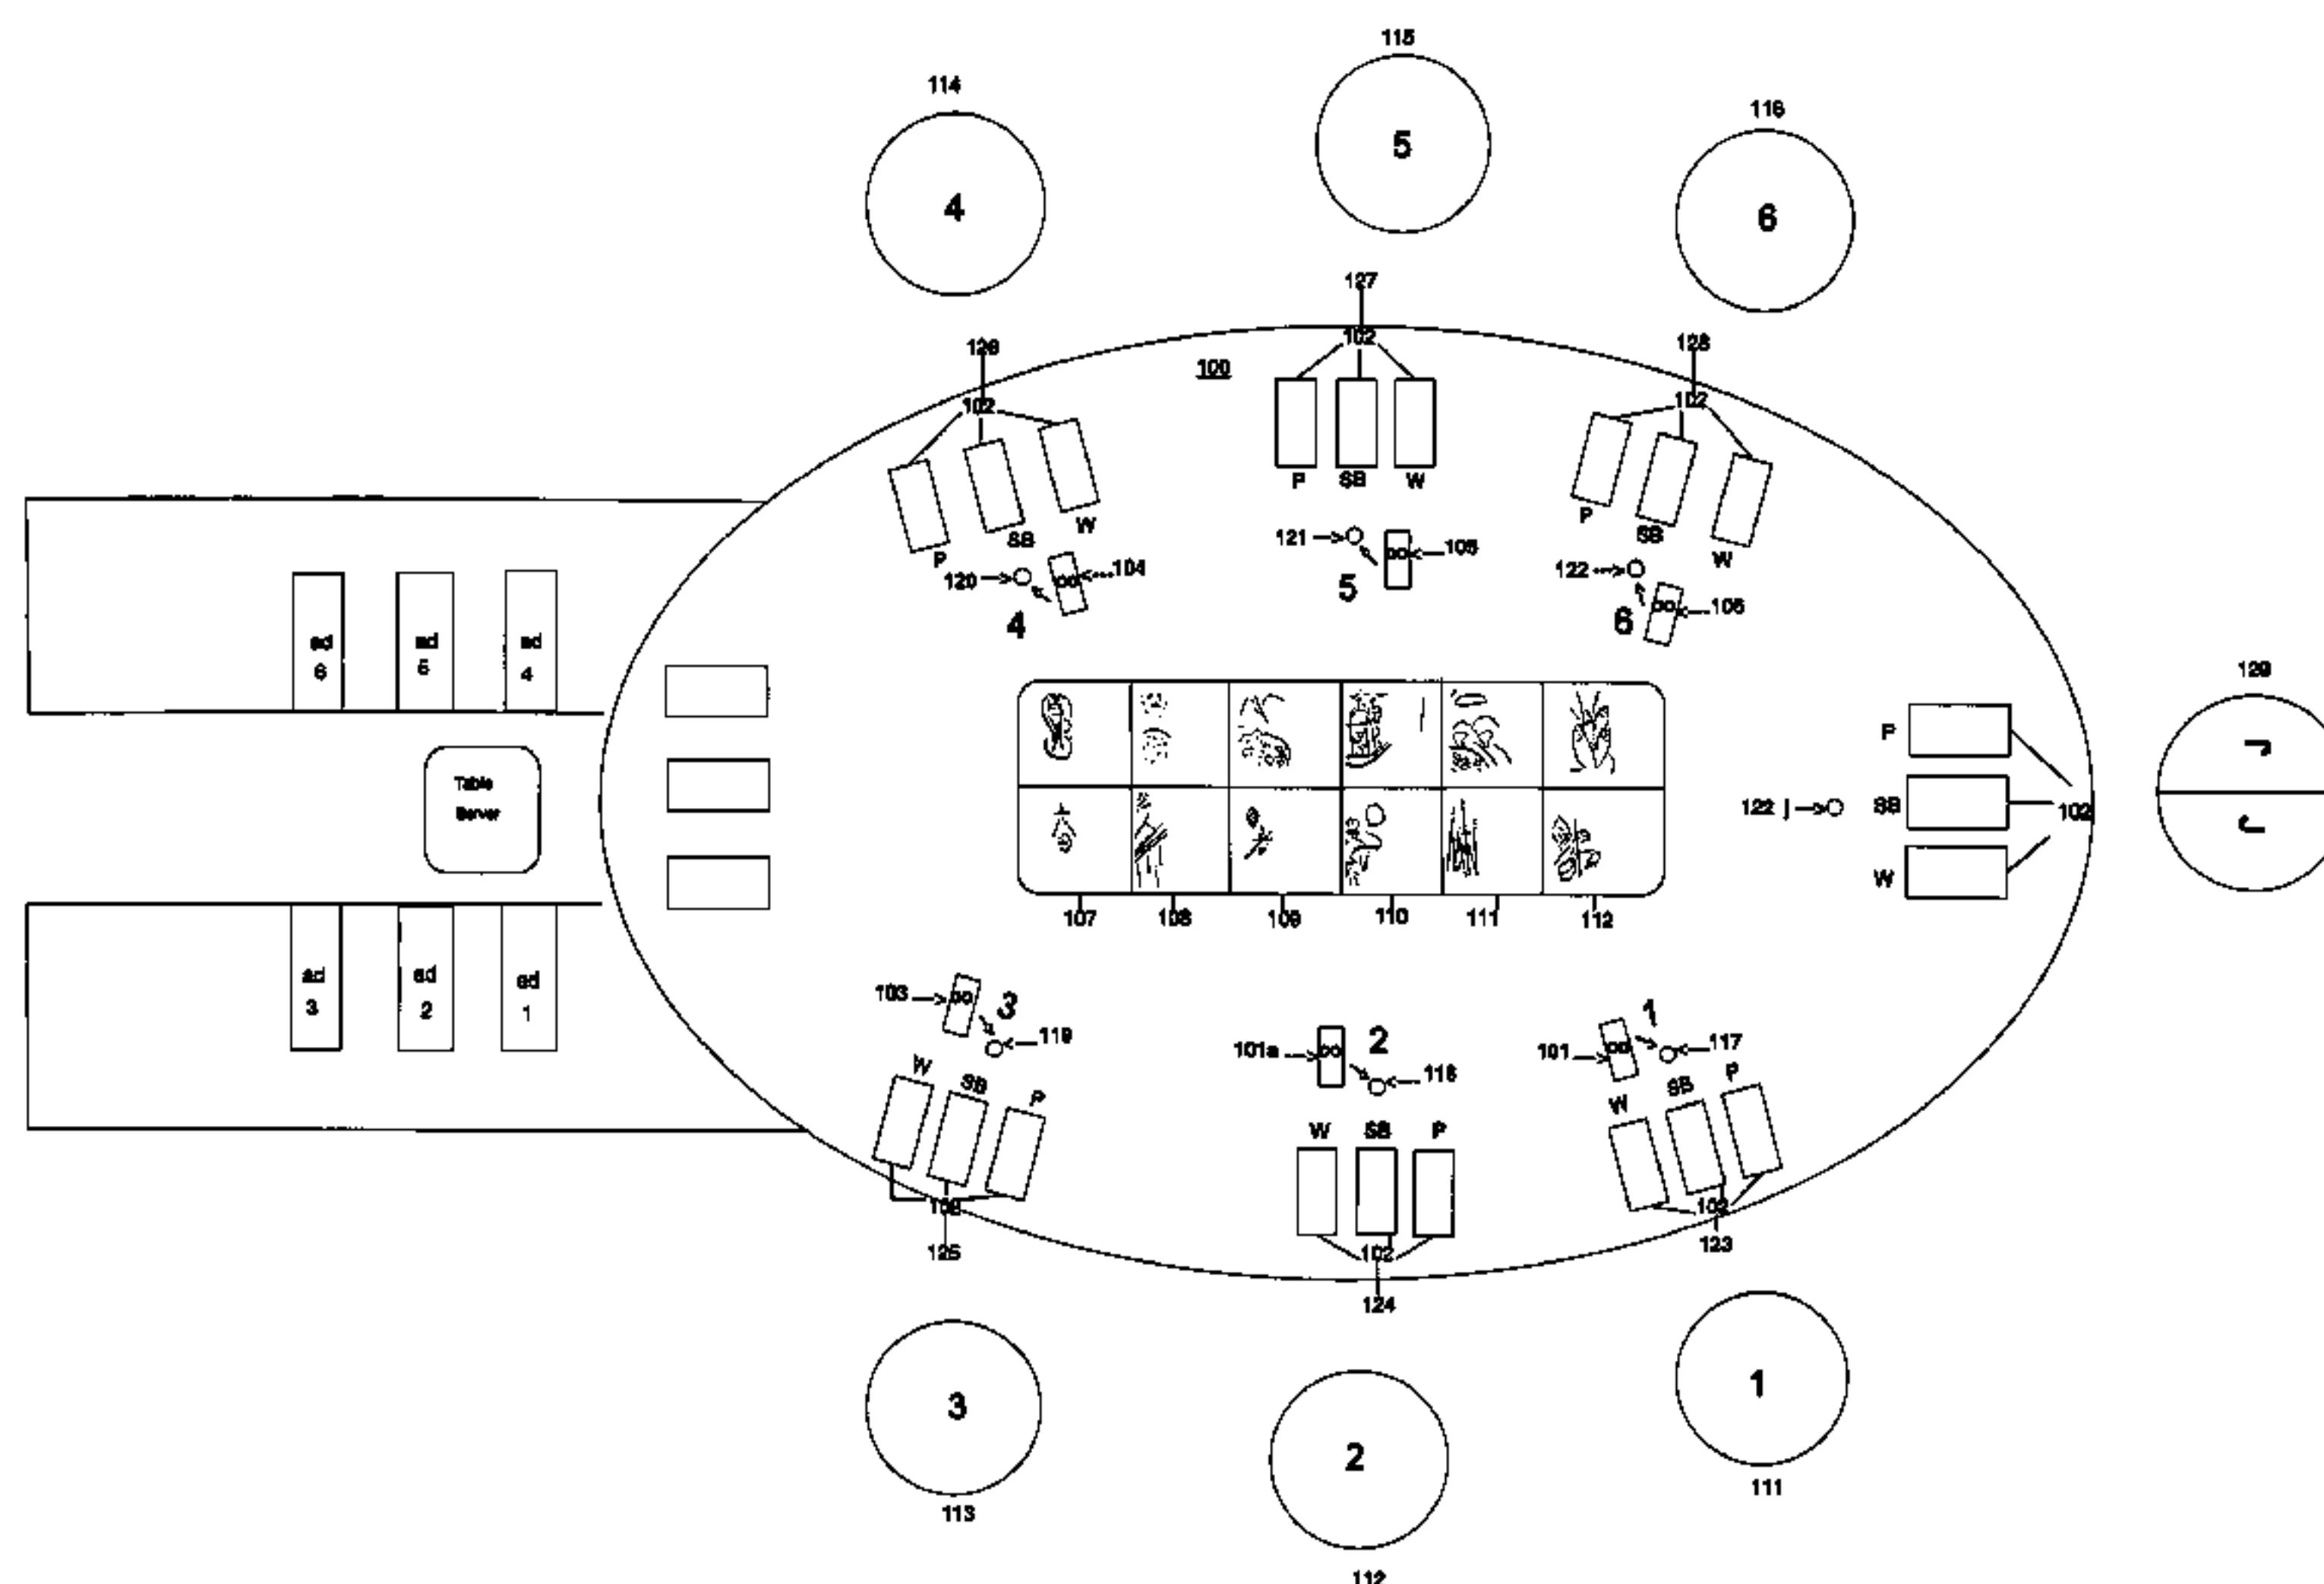 115
114
116
5
4
6
127
128
126
102
100
102
102
P SB W
P SB W
P SB W
121
105
120
104
122
106
5
4
6
ad 6
ad 5
ad 4
129
P
SB
W
102
122 j
J
Table
Server
107 108 109 110 111 112
ad 3
ad 2
ad 1
103
3
119
101a
2
118
101
1
117
W SB P
W SB P
W SB P
102
102
125
123
124
3
2
1
113
111
112